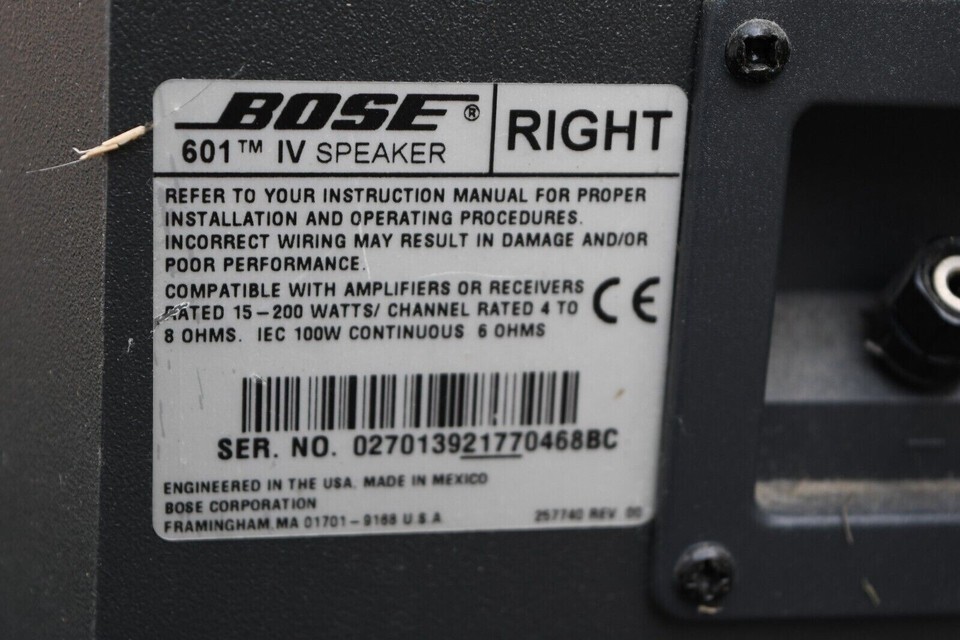 BOSE®
601™ IV SPEAKER
RIGHT
REFER TO YOUR INSTRUCTION MANUAL FOR PROPER
INSTALLATION AND OPERATING PROCEDURES.
INCORRECT WIRING MAY RESULT IN DAMAGE AND/OR
POOR PERFORMANCE.
COMPATIBLE WITH AMPLIFIERS OR RECEIVERS
RATED 15-200 WATTS/ CHANNEL RATED 4 TO
8 OHMS. IEC 100W CONTINUOUS 6 OHMS
CE
SER. NO. 027013921770468BC
ENGINEERED IN THE USA. MADE IN MEXICO
BOSE CORPORATION
FRAMINGHAM, MA 01701-9168 U.S.A
257740 REV 00